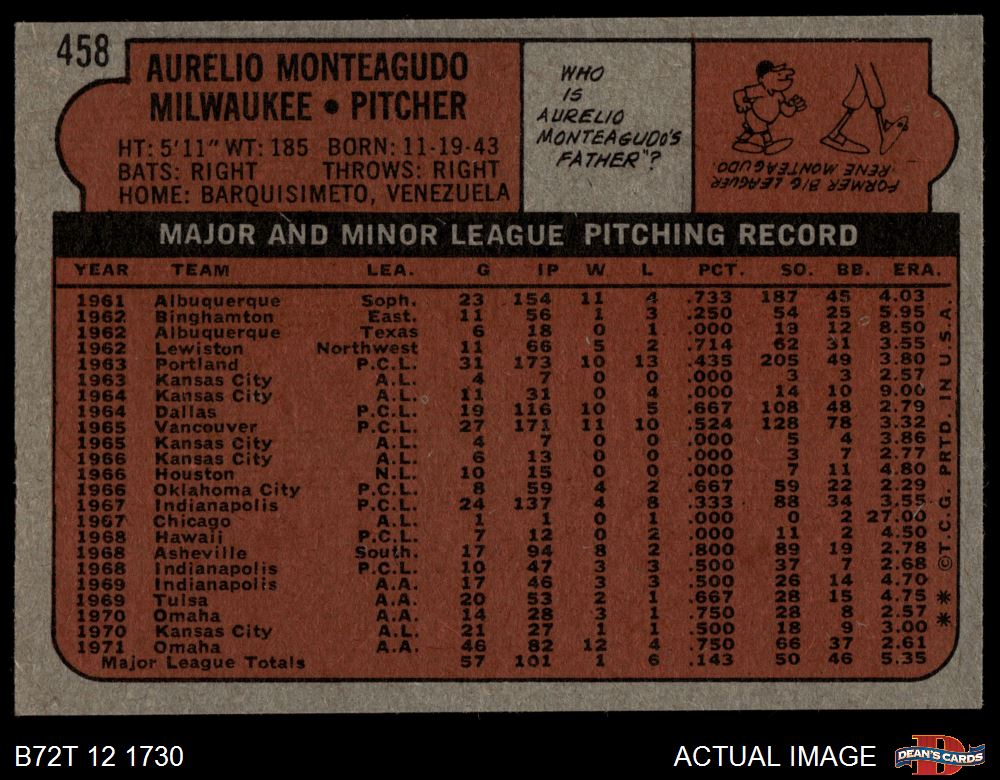 458
AURELIO MONTEAGUDO
MILWAUKEE • PITCHER
HT: 5'11" WT: 185 BORN: 11-19-43
BATS: RIGHT THROWS: RIGHT
HOME: BARQUISIMETO, VENEZUELA
WHO
IS
AURELIO
MONTEAGUDO'S
FATHER"?
FORMER BIG LEAGUER
RENE MONTEAGUDO.
MAJOR AND MINOR LEAGUE PITCHING RECORD
YEAR TEAM LEA. G IP W L PCT. SO. BB. ERA.
1961 Albuquerque Soph. 23 154 11 4 .733 187 45 4.03
1962 Binghamton East. 11 56 1 3 .250 54 25 5.95
1962 Albuquerque Texas 6 18 0 1 .000 19 12 8.50
1962 Lewiston Northwest 11 66 5 2 .714 62 31 3.55
1963 Portland P.C.L. 31 173 10 13 .435 205 49 3.80
1963 Kansas City A.L. 4 7 0 0 .000 3 3 2.57
1964 Kansas City A.L. 11 31 0 4 .000 14 10 9.00
1964 Dallas P.C.L. 19 116 10 5 .667 108 48 2.79
1965 Vancouver P.C.L. 27 171 11 10 .524 128 78 3.32
1965 Kansas City A.L. 4 7 0 0 .000 5 4 3.86
1966 Kansas City A.L. 6 13 0 0 .000 3 7 2.77
1966 Houston N.L. 10 15 0 0 .000 7 11 4.80
1966 Oklahoma City P.C.L. 8 59 4 2 .667 59 22 2.29
1967 Indianapolis P.C.L. 24 137 4 8 .333 88 34 3.55
1967 Chicago A.L. 1 1 0 1 .000 0 2 27.00
1968 Hawaii P.C.L. 7 12 0 2 .000 11 2 4.50
1968 Asheville South. 17 94 8 2 .800 89 19 2.78
1968 Indianapolis P.C.L. 10 47 3 3 .500 37 7 2.68
1969 Indianapolis A.A. 17 46 3 3 .500 26 14 4.70
1969 Tulsa A.A. 20 53 2 1 .667 28 15 4.75
1970 Omaha A.A. 14 28 3 1 .750 28 8 2.57
1970 Kansas City A.L. 21 27 1 1 .500 18 9 3.00
1971 Omaha A.A. 46 82 12 4 .750 66 37 2.61
Major League Totals 57 101 1 6 .143 50 46 5.35
* * ©T.C.G. PRTD. IN U.S.A.
B72T 12 1730
ACTUAL IMAGE
D
DEAN'S CARDS